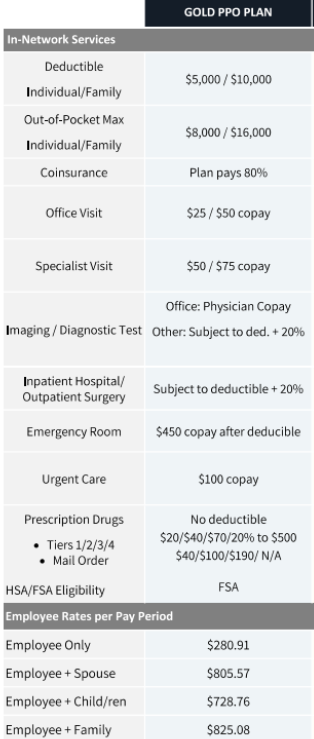 GOLD PPO PLAN
In-Network Services
Deductible
Individual/Family
$5,000 / $10,000
Out-of-Pocket Max
Individual/Family
$8,000 / $16,000
Coinsurance
Plan pays 80%
Office Visit
$25 / $50 copay
Specialist Visit
$50 / $75 copay
Imaging / Diagnostic Test
Office: Physician Copay
Other: Subject to ded. + 20%
Inpatient Hospital/
Outpatient Surgery
Subject to deductible + 20%
Emergency Room
$450 copay after deducible
Urgent Care
$100 copay
Prescription Drugs
• Tiers 1/2/3/4
• Mail Order
No deductible
$20/$40/$70/20% to $500
$40/$100/$190/ N/A
HSA/FSA Eligibility
FSA
Employee Rates per Pay Period
Employee Only
$280.91
Employee + Spouse
$805.57
Employee + Child/ren
$728.76
Employee + Family
$825.08